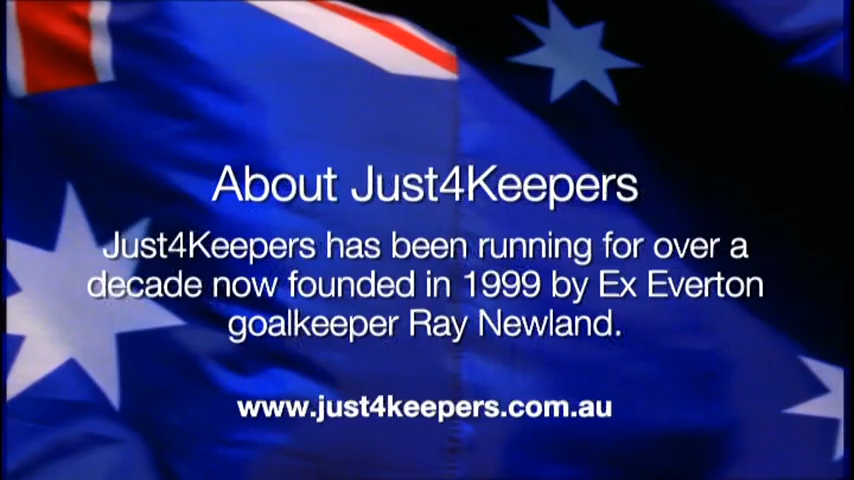 About Just4Keepers
Just4Keepers has been running for over a
decade now founded in 1999 by Ex Everton
goalkeeper Ray Newland.
www.just4keepers.com.au